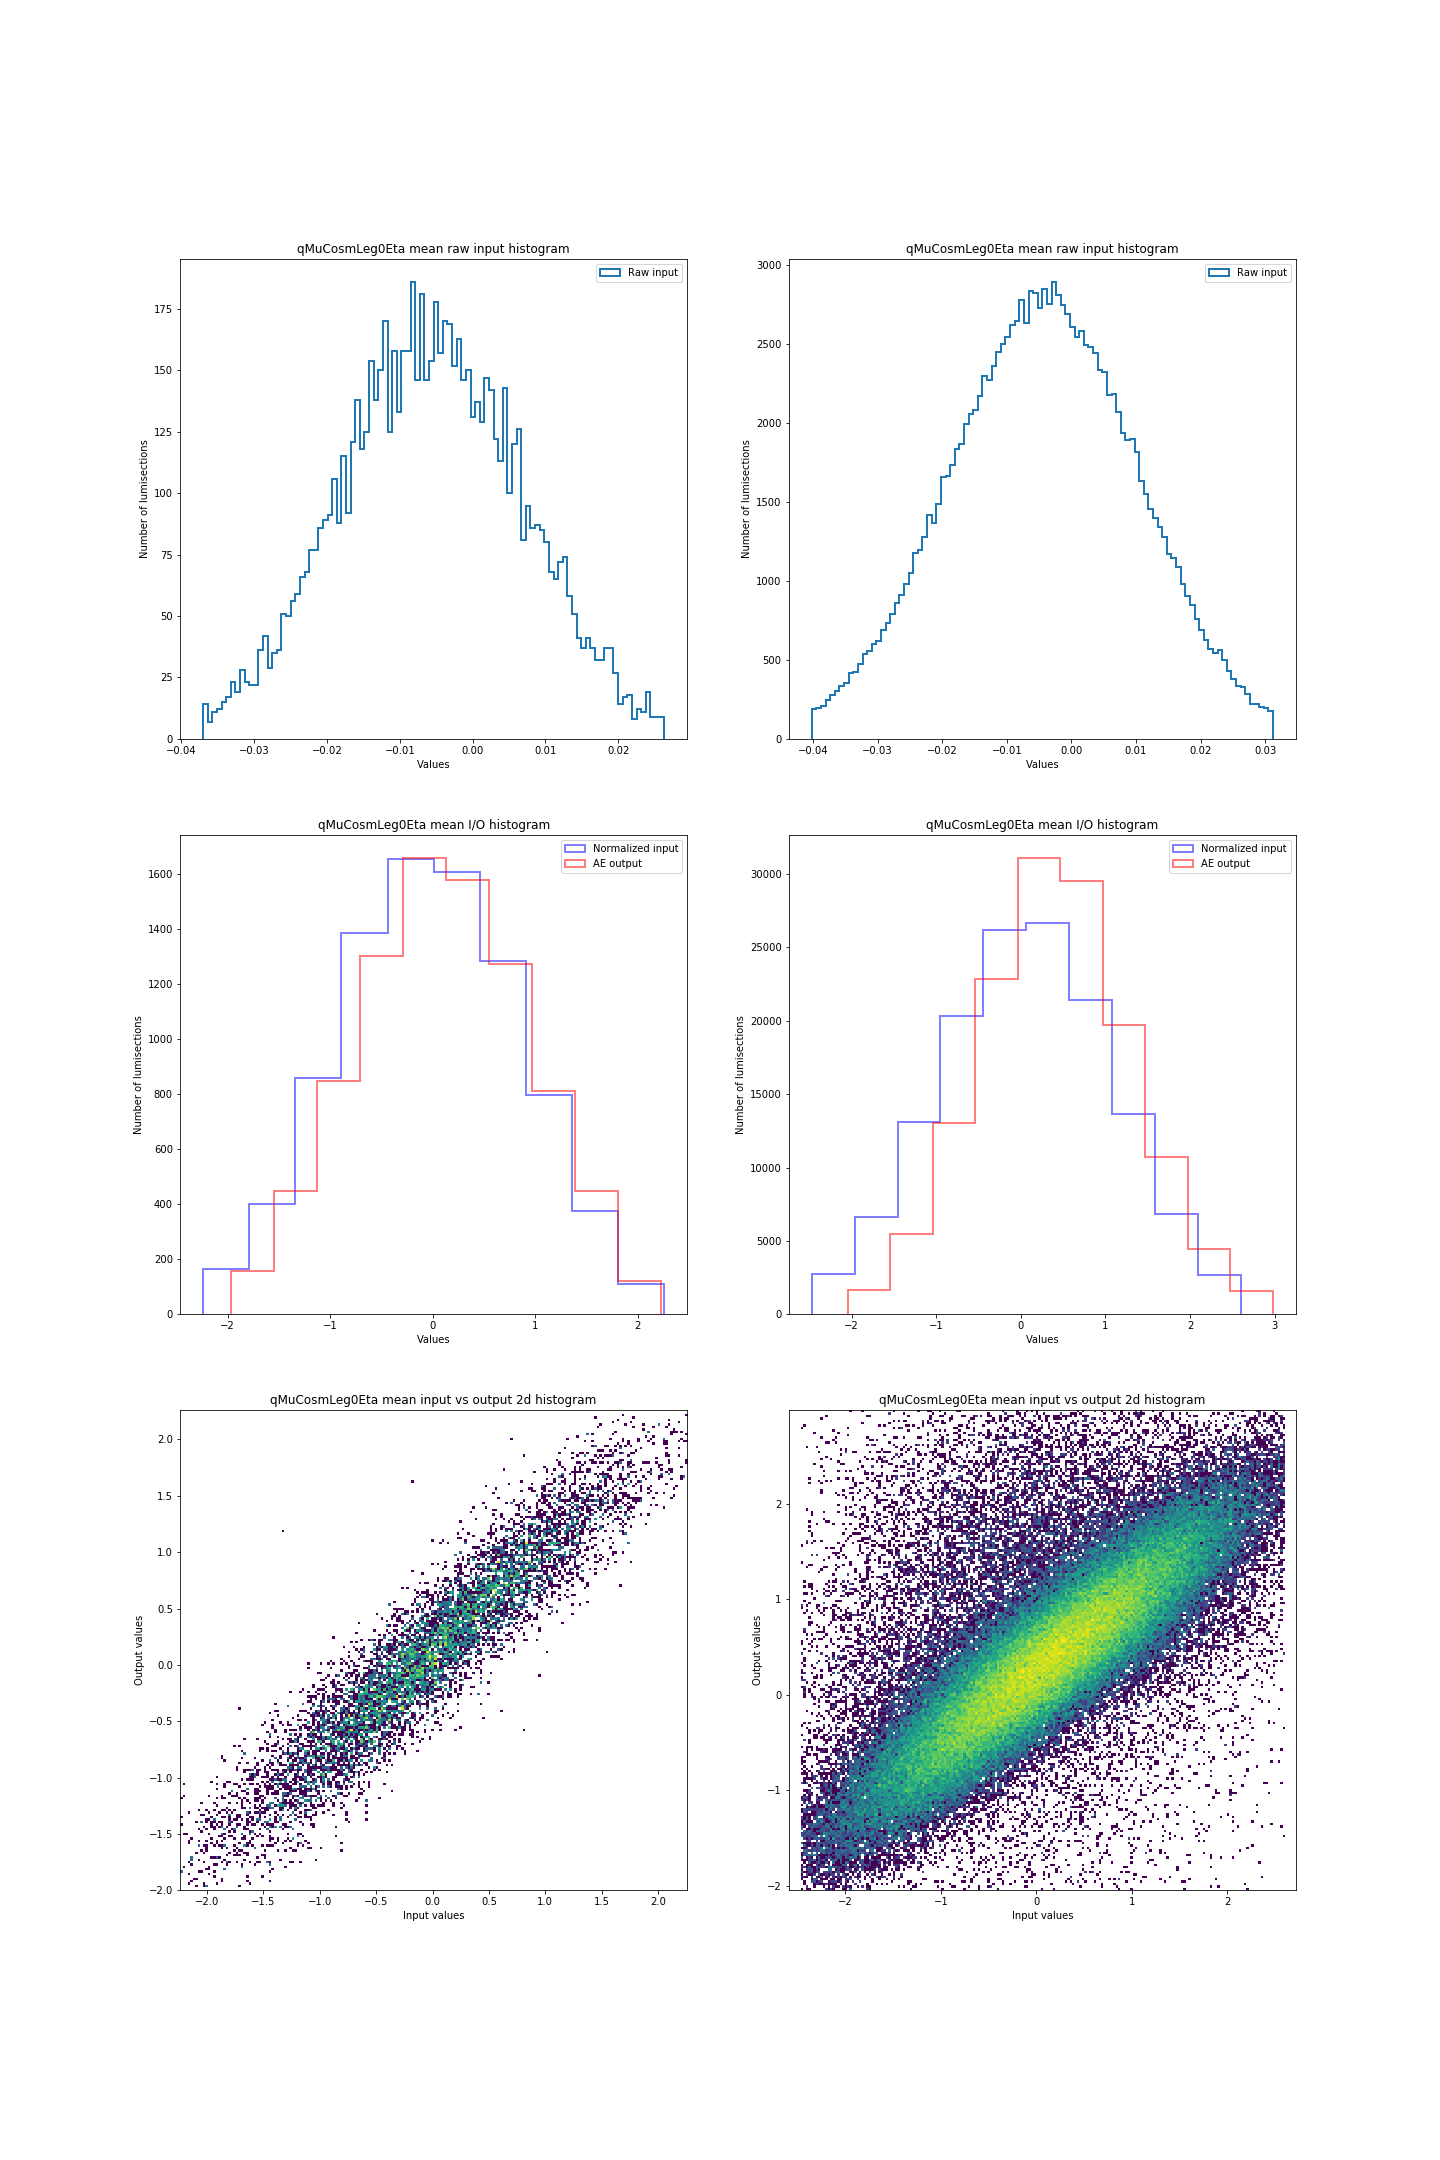 qMuCosmLeg0Eta mean raw input histogram
Raw input
Number of lumisections
175
150
125
100
75
50
25
0
−0.04 −0.03 −0.02 −0.01 0.00 0.01 0.02
Values
qMuCosmLeg0Eta mean raw input histogram
Raw input
Number of lumisections
3000
2500
2000
1500
1000
500
0
−0.04 −0.03 −0.02 −0.01 0.00 0.01 0.02 0.03
Values
qMuCosmLeg0Eta mean I/O histogram
Normalized input
AE output
Number of lumisections
1600
1400
1200
1000
800
600
400
200
0
−2 −1 0 1 2
Values
qMuCosmLeg0Eta mean I/O histogram
Normalized input
AE output
Number of lumisections
30000
25000
20000
15000
10000
5000
0
−2 −1 0 1 2 3
Values
qMuCosmLeg0Eta mean input vs output 2d histogram
Output values
2.0
1.5
1.0
0.5
0.0
−0.5
−1.0
−1.5
−2.0
−2.0 −1.5 −1.0 −0.5 0.0 0.5 1.0 1.5 2.0
Input values
qMuCosmLeg0Eta mean input vs output 2d histogram
Output values
2
1
0
−1
−2
−2 −1 0 1 2
Input values